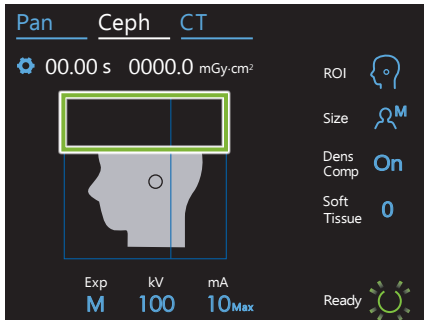 Pan Ceph CT
00.00 s 0000.0 mGy·cm²
ROI
Size M
Dens
Comp On
Soft
Tissue 0
Exp kV mA
M 100 10Max
Ready